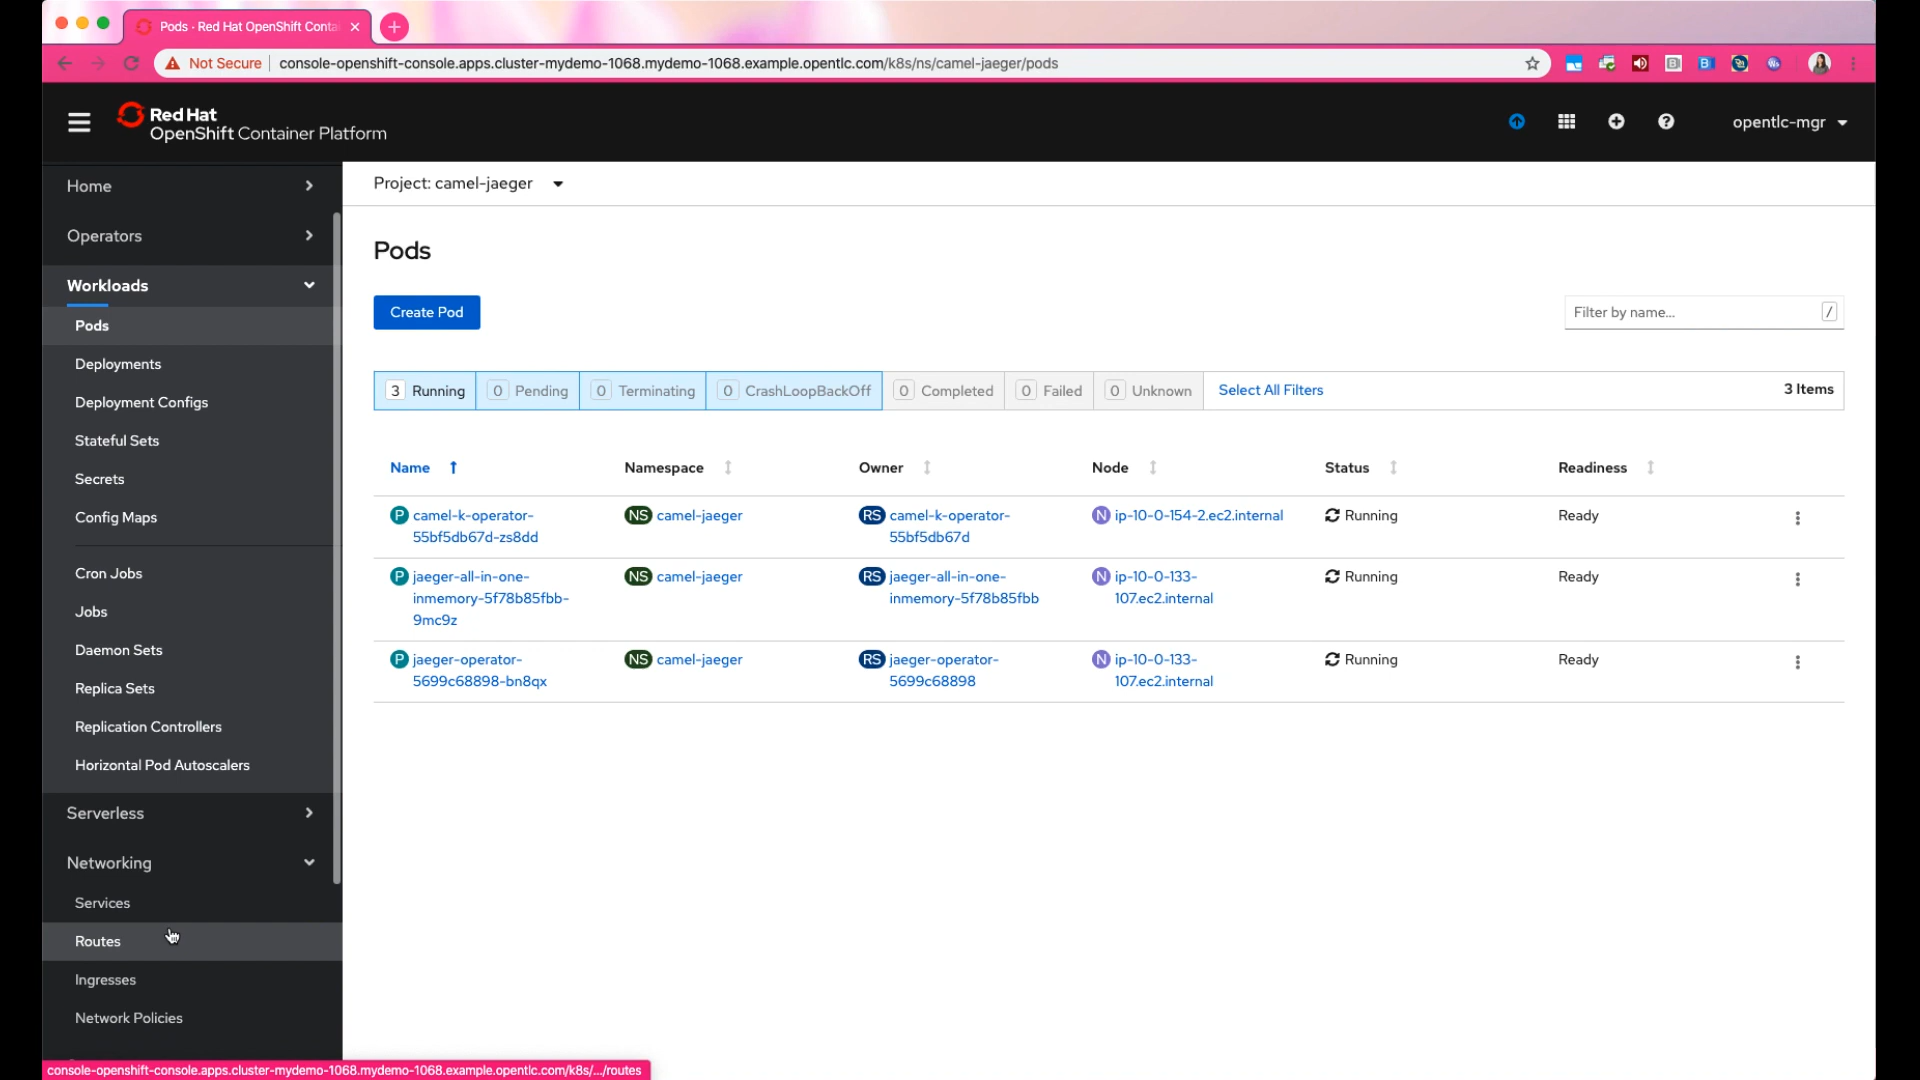 Pods · Red Hat OpenShift Conta
Not Secure
console-openshift-console.apps.cluster-mydemo-1068.mydemo-1068.example.opentlc.com/k8s/ns/camel-jaeger/pods
Red Hat
OpenShift Container Platform
opentlc-mgr
Home
Operators
Workloads
Pods
Deployments
Deployment Configs
Stateful Sets
Secrets
Config Maps
Cron Jobs
Jobs
Daemon Sets
Replica Sets
Replication Controllers
Horizontal Pod Autoscalers
Serverless
Networking
Services
Routes
Ingresses
Network Policies
console-openshift-console.apps.cluster-mydemo-1068.mydemo-1068.example.opentlc.com/k8s/.../routes
Project: camel-jaeger
Pods
Create Pod
Filter by name...
/
3 Running 0 Pending 0 Terminating 0 CrashLoopBackOff 0 Completed 0 Failed 0 Unknown Select All Filters 3 Items
Name Namespace Owner Node Status Readiness
P camel-k-operator- NS camel-jaeger RS camel-k-operator- N ip-10-0-154-2.ec2.internal Running Ready
55bf5db67d-zs8dd 55bf5db67d
P jaeger-all-in-one- NS camel-jaeger RS jaeger-all-in-one- N ip-10-0-133- Running Ready
inmemory-5f78b85fbb- inmemory-5f78b85fbb 107.ec2.internal
9mc9z
P jaeger-operator- NS camel-jaeger RS jaeger-operator- N ip-10-0-133- Running Ready
5699c68898-bn8qx 5699c68898 107.ec2.internal